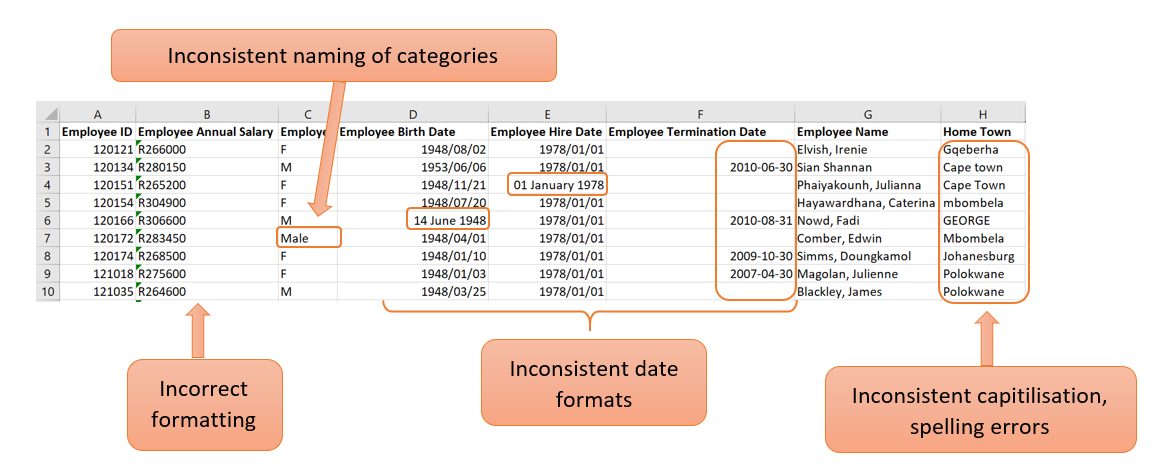 Inconsistent naming of categories
A B C D E F G H
1 Employee ID Employee Annual Salary Employe Employee Birth Date Employee Hire Date Employee Termination Date Employee Name Home Town
2 120121 R266000 F 1948/08/02 1978/01/01 Elvish, Irenie Gqeberha
3 120134 R280150 M 1953/06/06 1978/01/01 2010-06-30 Sian Shannan Cape town
4 120151 R265200 F 1948/11/21 01 January 1978 Phaiyakounh, Julianna Cape Town
5 120154 R304900 F 1948/07/20 1978/01/01 Hayawardhana, Caterina mbombela
6 120166 R306600 M 14 June 1948 1978/01/01 2010-08-31 Nowd, Fadi GEORGE
7 120172 R283450 Male 1948/04/01 1978/01/01 Comber, Edwin Mbombela
8 120174 R268500 F 1948/01/10 1978/01/01 2009-10-30 Simms, Doungkamol Johanesburg
9 121018 R275600 F 1948/01/03 1978/01/01 2007-04-30 Magolan, Julienne Polokwane
10 121035 R264600 M 1948/03/25 1978/01/01 Blackley, James Polokwane
Incorrect
formatting
Inconsistent date
formats
Inconsistent capitilisation,
spelling errors